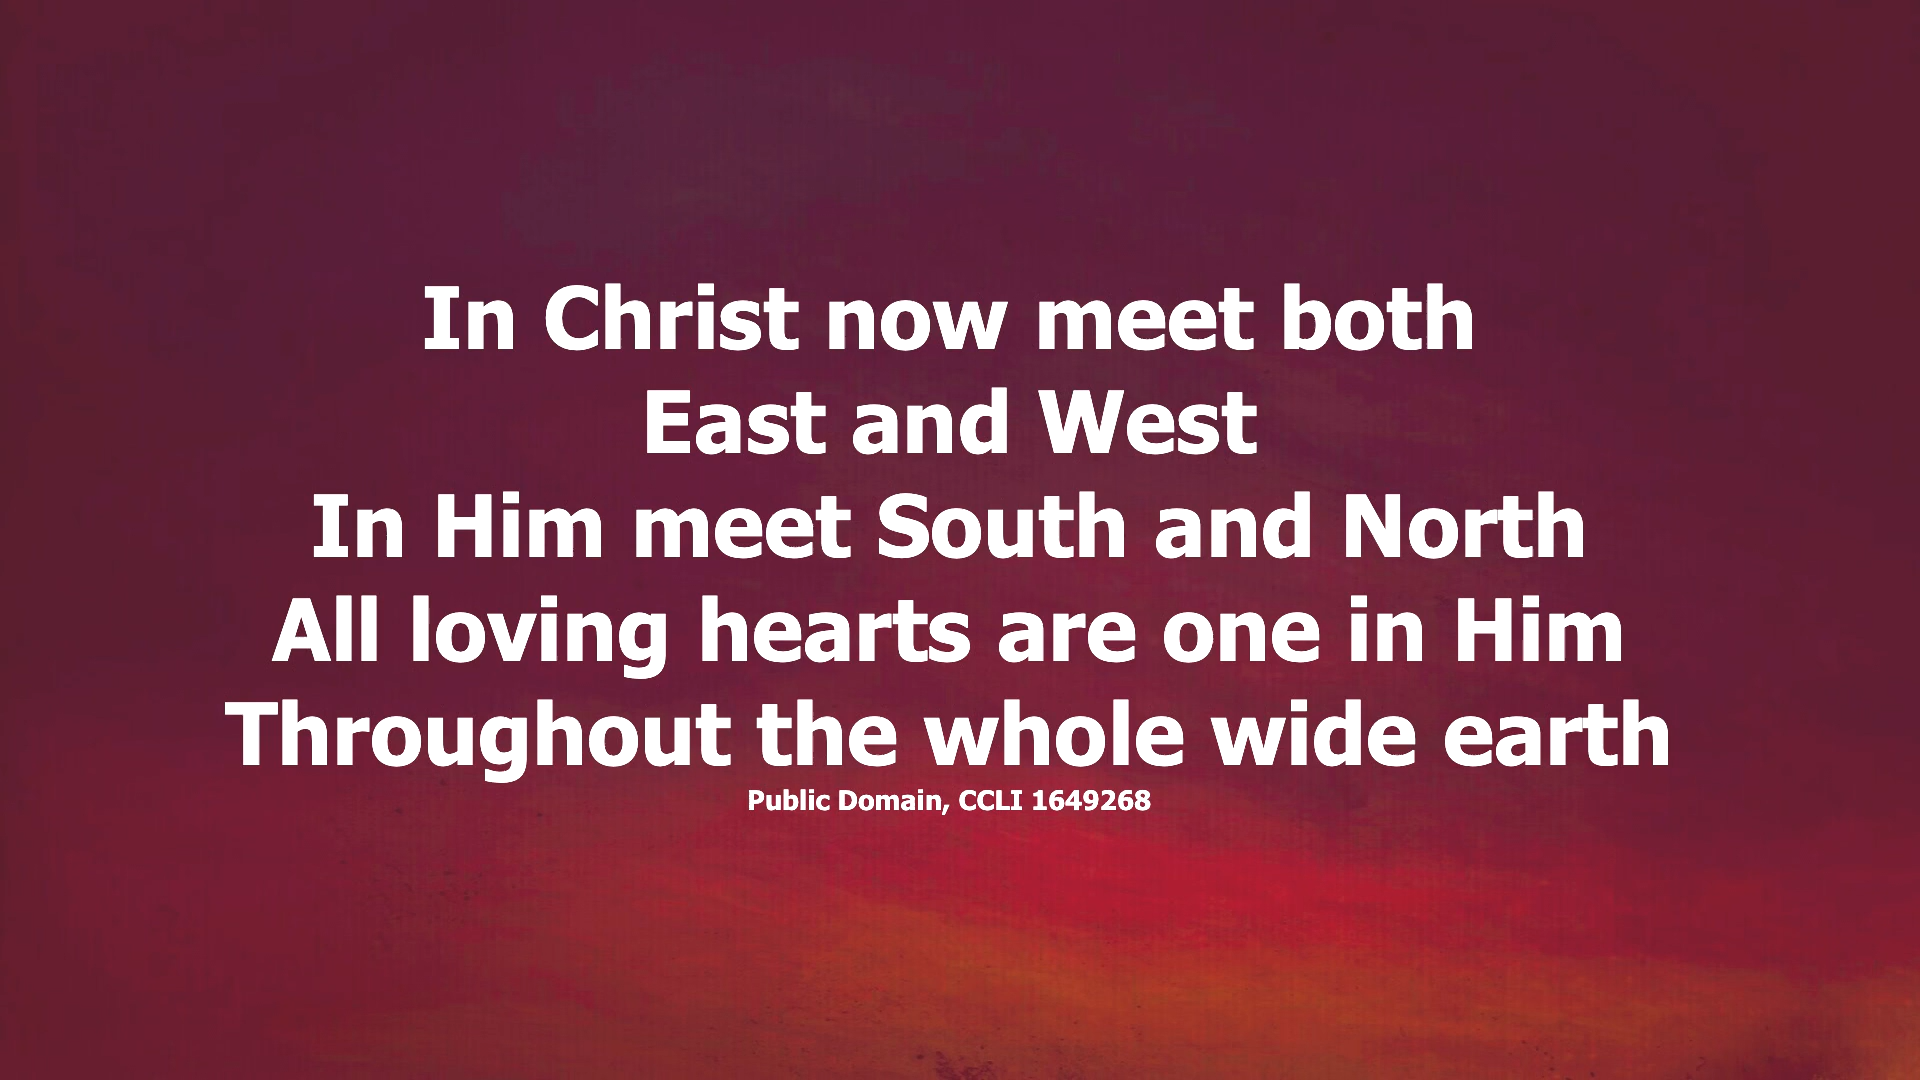 In Christ now meet both
East and West
In Him meet South and North
All loving hearts are one in Him
Throughout the whole wide earth
Public Domain, CCLI 1649268